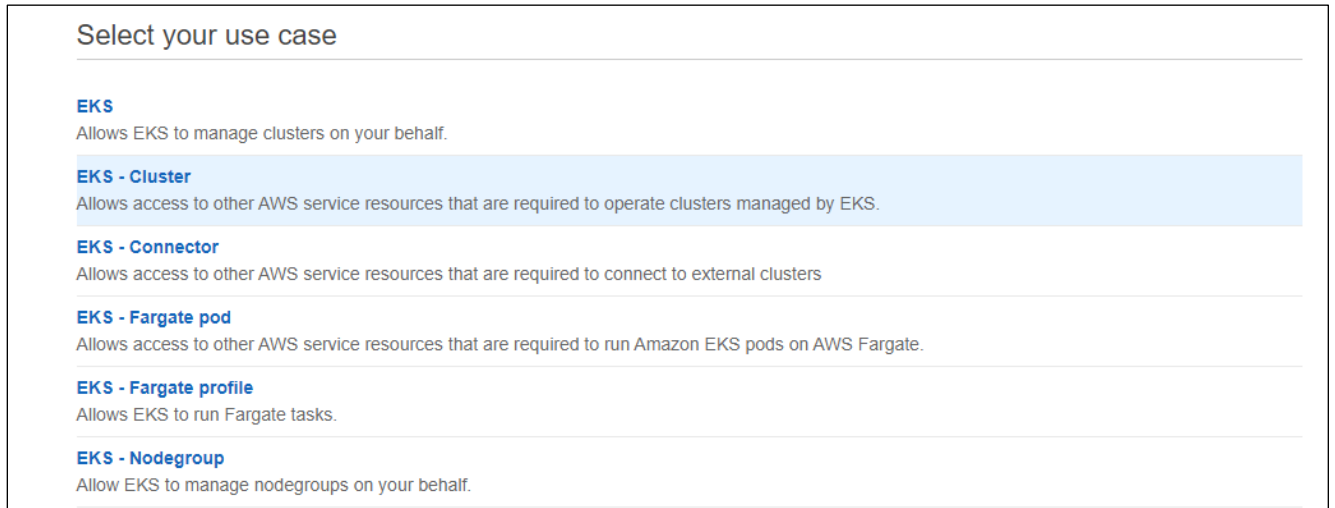 Select your use case
EKS
Allows EKS to manage clusters on your behalf.
EKS - Cluster
Allows access to other AWS service resources that are required to operate clusters managed by EKS.
EKS - Connector
Allows access to other AWS service resources that are required to connect to external clusters
EKS - Fargate pod
Allows access to other AWS service resources that are required to run Amazon EKS pods on AWS Fargate.
EKS - Fargate profile
Allows EKS to run Fargate tasks.
EKS - Nodegroup
Allow EKS to manage nodegroups on your behalf.